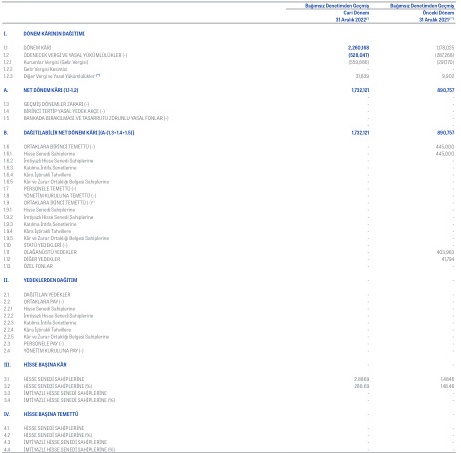 Bağımsız Denetimden Geçmiş Bağımsız Denetimden Geçmiş
Cari Dönem Önceki Dönem
31 Aralık 2022(*) 31 Aralık 2021(**)
I. DÖNEM KÂRININ DAĞITIMI
1.1 DÖNEM KÂRI 2,260,168 1,178,025
1.2 ÖDENECEK VERGİ VE YASAL YÜKÜMLÜLÜKLER (-) (528,047) (287,268)
1.2.1 Kurumlar Vergisi (Gelir Vergisi) (559,886)
1.2.2 Gelir Vergisi Kesintisi - -
1.2.3 Diğer Vergi ve Yasal Yükümlülükler (**) 31,839
A. NET DÖNEM KÂRI (1.1-1.2) 1,732,121 890,757
1.3 GEÇMİŞ DÖNEMLER ZARARI (-) - -
1.4 BİRİNCİ TERTİP YASAL YEDEK AKÇE (-) - -
1.5 BANKADA BIRAKILMASI VE TASARRUFU ZORUNLU YASAL FONLAR (-) - -
B. DAĞITILABİLİR NET DÖNEM KÂRI [(A-(1.3+1.4+1.5)] 1,732,121 890,757
1.6 ORTAKLARA BİRİNCİ TEMETTÜ (-) - 445,000
1.6.1 Hisse Senedi Sahiplerine - 445,000
1.6.2 İmtiyazlı Hisse Senedi Sahiplerine - -
1.6.3 Katılma İntifa Senetlerine - -
1.6.4 Kâra İştirakli Tahvillere - -
1.6.5 Kâr ve Zarar Ortaklığı Belgesi Sahiplerine - -
1.7 PERSONELE TEMETTÜ (-) - -
1.8 YÖNETİM KURULUNA TEMETTÜ (-) - -
1.9 ORTAKLARA İKİNCİ TEMETTÜ (-) - -
1.9.1 Hisse Senedi Sahiplerine - -
1.9.2 İmtiyazlı Hisse Senedi Sahiplerine - -
1.9.3 Katılma İntifa Senetlerine - -
1.9.4 Kâra İştirakli Tahvillere - -
1.9.5 Kâr ve Zarar Ortaklığı Belgesi Sahiplerine - -
1.10 STATÜ YEDEKLERİ (-) - -
1.11 OLAĞANÜSTÜ YEDEKLER - 403,963
1.12 DİĞER YEDEKLER - 41,794
1.13 ÖZEL FONLAR - -
II. YEDEKLERDEN DAĞITIM
2.1 DAĞITILAN YEDEKLER - -
2.2 ORTAKLARA PAY (-) - -
2.2.1 Hisse Senedi Sahiplerine - -
2.2.2 İmtiyazlı Hisse Senedi Sahiplerine - -
2.2.3 Katılma İntifa Senetlerine - -
2.2.4 Kâra İştirakli Tahvillere - -
2.2.5 Kâr ve Zarar Ortaklığı Belgesi Sahiplerine - -
2.3 PERSONELE PAY (-) - -
2.4 YÖNETİM KURULUNA PAY (-) - -
III. HİSSE BAŞINA KÂR
3.1 HİSSE SENEDİ SAHİPLERİNE 2.8869 1.4846
3.2 HİSSE SENEDİ SAHİPLERİNE (%) 288.69 148.46
3.3 İMTİYAZLI HİSSE SENEDİ SAHİPLERİNE - -
3.4 İMTİYAZLI HİSSE SENEDİ SAHİPLERİNE (%) - -
IV. HİSSE BAŞINA TEMETTÜ
4.1 HİSSE SENEDİ SAHİPLERİNE - -
4.2 HİSSE SENEDİ SAHİPLERİNE (%) - -
4.3 İMTİYAZLI HİSSE SENEDİ SAHİPLERİNE - -
4.4 İMTİYAZLI HİSSE SENEDİ SAHİPLERİNE (%) - -